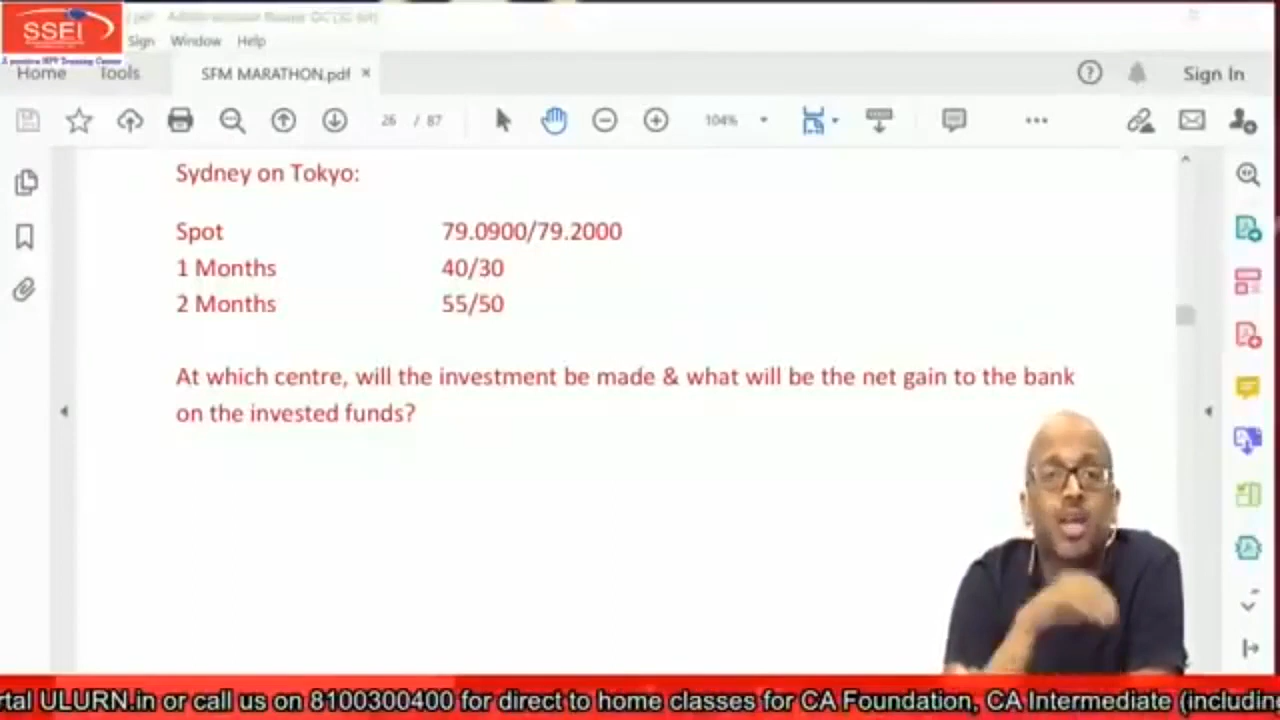 SSEI
Sign Window Help
Home Tools SFM MARATHON.pdf × Sign In
26 / 87 104%
Sydney on Tokyo:
Spot 79.0900/79.2000
1 Months 40/30
2 Months 55/50
At which centre, will the investment be made & what will be the net gain to the bank
on the invested funds?
rtal ULURN.in or call us on 8100300400 for direct to home classes for CA Foundation, CA Intermediate (including